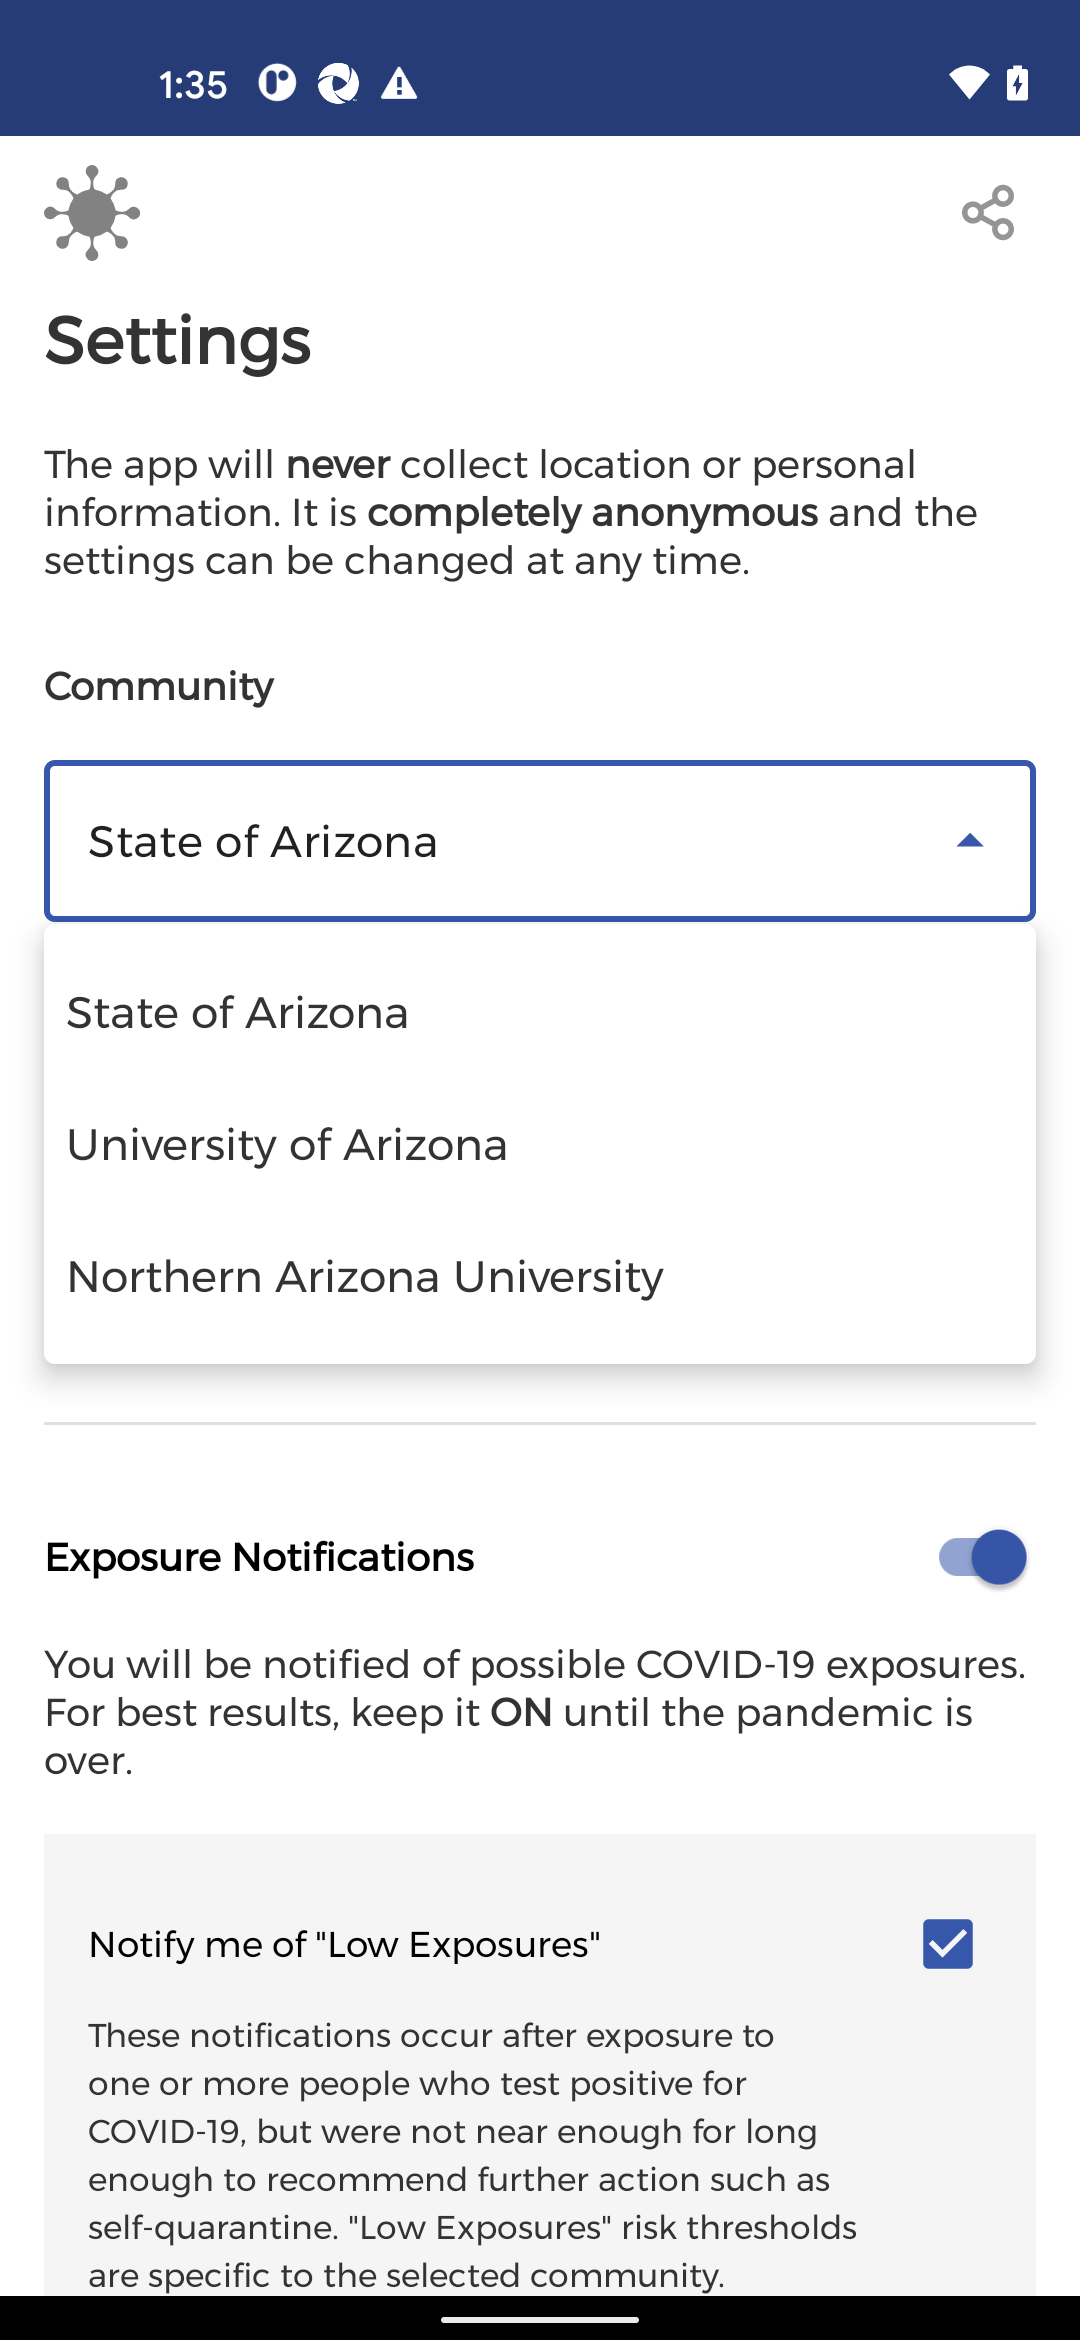 1:35
Settings
The app will never collect location or personal
information. It is completely anonymous and the
settings can be changed at any time.
Community
State of Arizona
State of Arizona
University of Arizona
Northern Arizona University
Exposure Notifications
You will be notified of possible COVID-19 exposures.
For best results, keep it ON until the pandemic is
over.
Notify me of "Low Exposures"
These notifications occur after exposure to
one or more people who test positive for
COVID-19, but were not near enough for long
enough to recommend further action such as
self-quarantine. "Low Exposures" risk thresholds
are specific to the selected community.